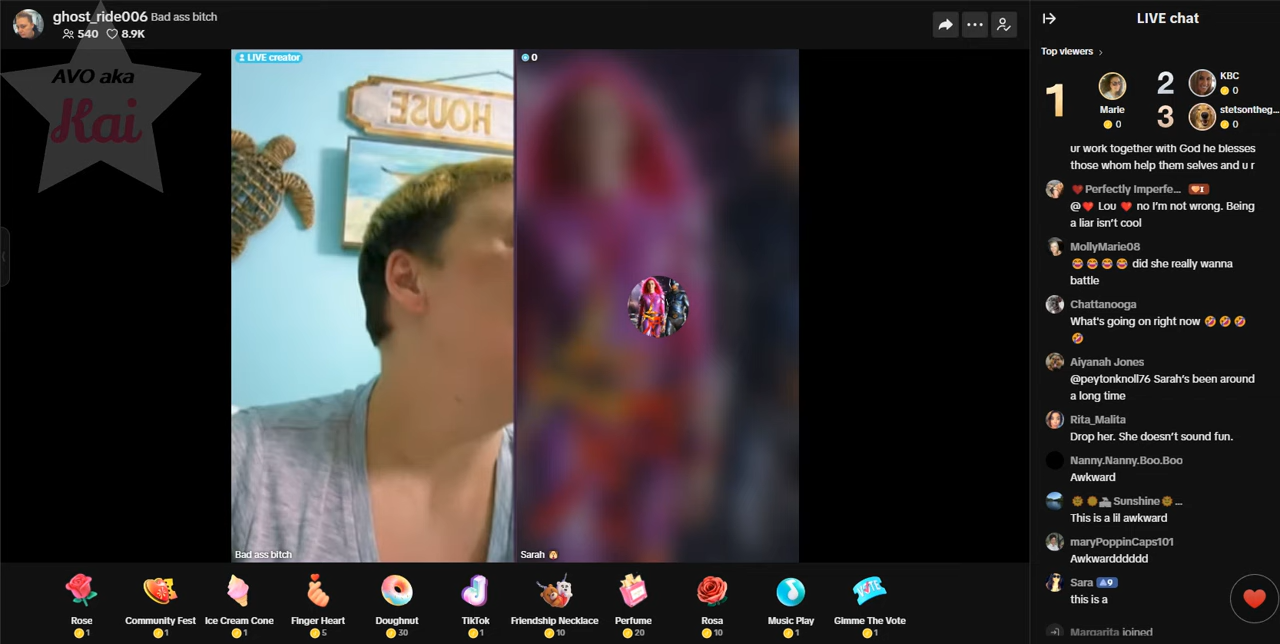 ghost_ride006 Bad ass bitch
540 8.9K
AVO aka
Kai
LIVE creator
0
HOUSE
Bad ass bitch
Sarah
Rose
1
Community Fest
1
Ice Cream Cone
1
Finger Heart
5
Doughnut
30
TikTok
1
Friendship Necklace
10
Perfume
20
Rosa
10
Music Play
1
VOTE
Gimme The Vote
1
LIVE chat
Top viewers
1
Marie
0
2
KBC
0
3
stetsontheg...
0
ur work together with God he blesses
those whom help them selves and u r
Perfectly Imperfe... I
@❤️ Lou ❤️ no I’m not wrong. Being
a liar isn’t cool
MollyMarie08
😂😂😂😂 did she really wanna
battle
Chattanooga
What's going on right now 🤣🤣🤣
🤣
Aiyanah Jones
@peytonknoll76 Sarah’s been around
a long time
Rita_Malita
Drop her. She doesn’t sound fun.
Nanny.Nanny.Boo.Boo
Awkward
Sunshine ...
This is a lil awkward
maryPoppinCaps101
Awkwardddddd
Sara 9
this is a
Margarita joined